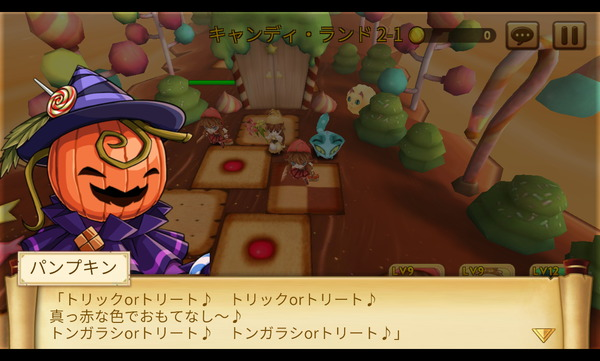 キャンディ・ランド 2-1
0
LV9
LV9
LV12
パンプキン
「トリックorトリート♪　トリックorトリート♪
真っ赤な色でおもてなし～♪
トンガラシorトリート♪　トンガラシorトリート♪」